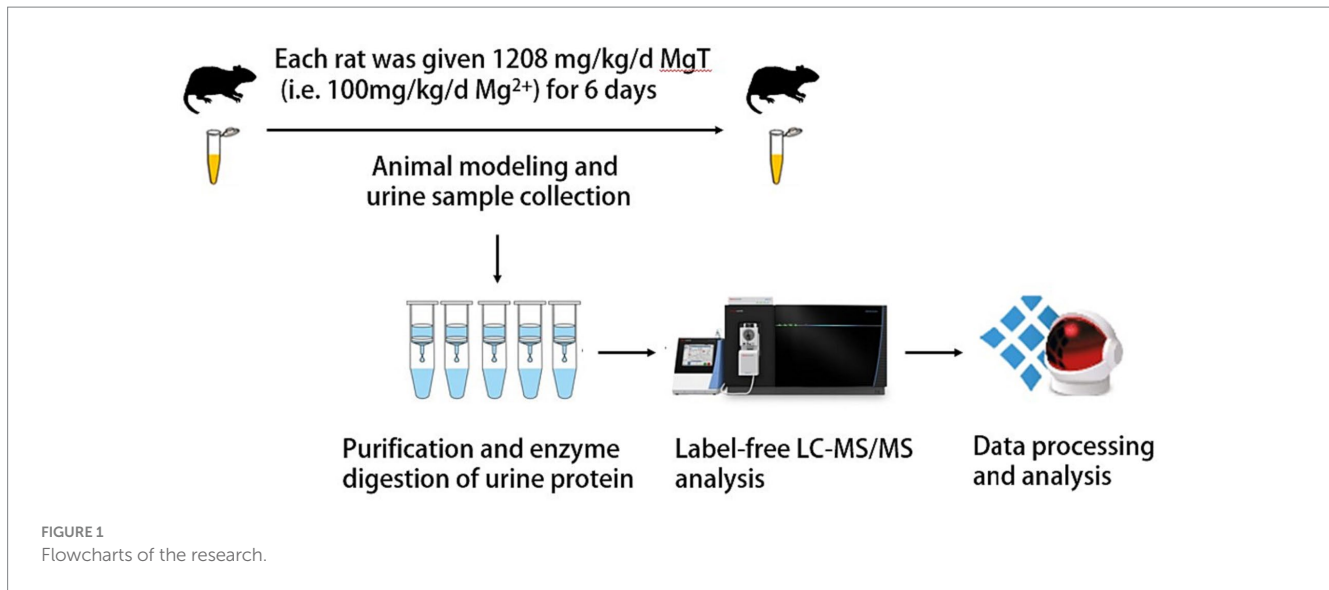 Each rat was given 1208 mg/kg/d MgT
(i.e. 100mg/kg/d Mg²⁺) for 6 days
Animal modeling and
urine sample collection
Purification and enzyme
digestion of urine protein
Label-free LC-MS/MS
analysis
Data processing
and analysis
FIGURE 1
Flowcharts of the research.